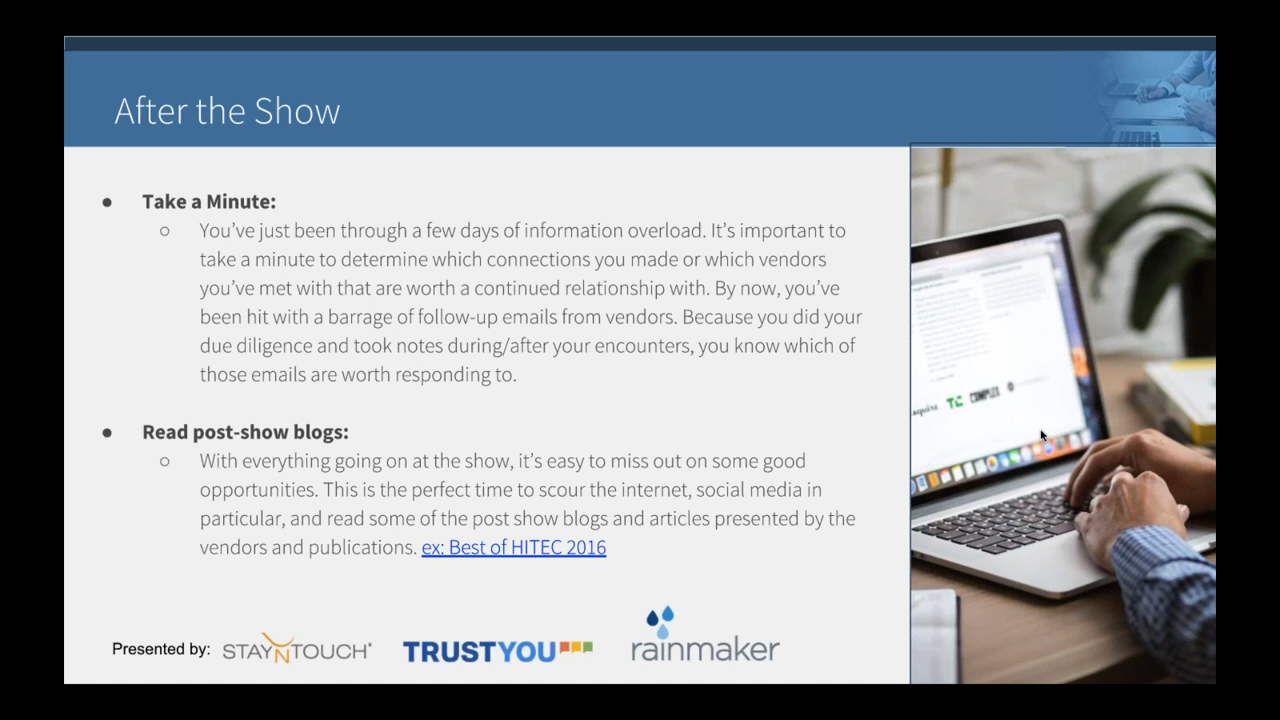 After the Show
● Take a Minute:
○ You’ve just been through a few days of information overload. It’s important to
take a minute to determine which connections you made or which vendors
you’ve met with that are worth a continued relationship with. By now, you’ve
been hit with a barrage of follow-up emails from vendors. Because you did your
due diligence and took notes during/after your encounters, you know which of
those emails are worth responding to.
● Read post-show blogs:
○ With everything going on at the show, it’s easy to miss out on some good
opportunities. This is the perfect time to scour the internet, social media in
particular, and read some of the post show blogs and articles presented by the
vendors and publications. ex: Best of HITEC 2016
TC COMPLEX
Presented by: STAYNTOUCH® TRUSTYOU rainmaker